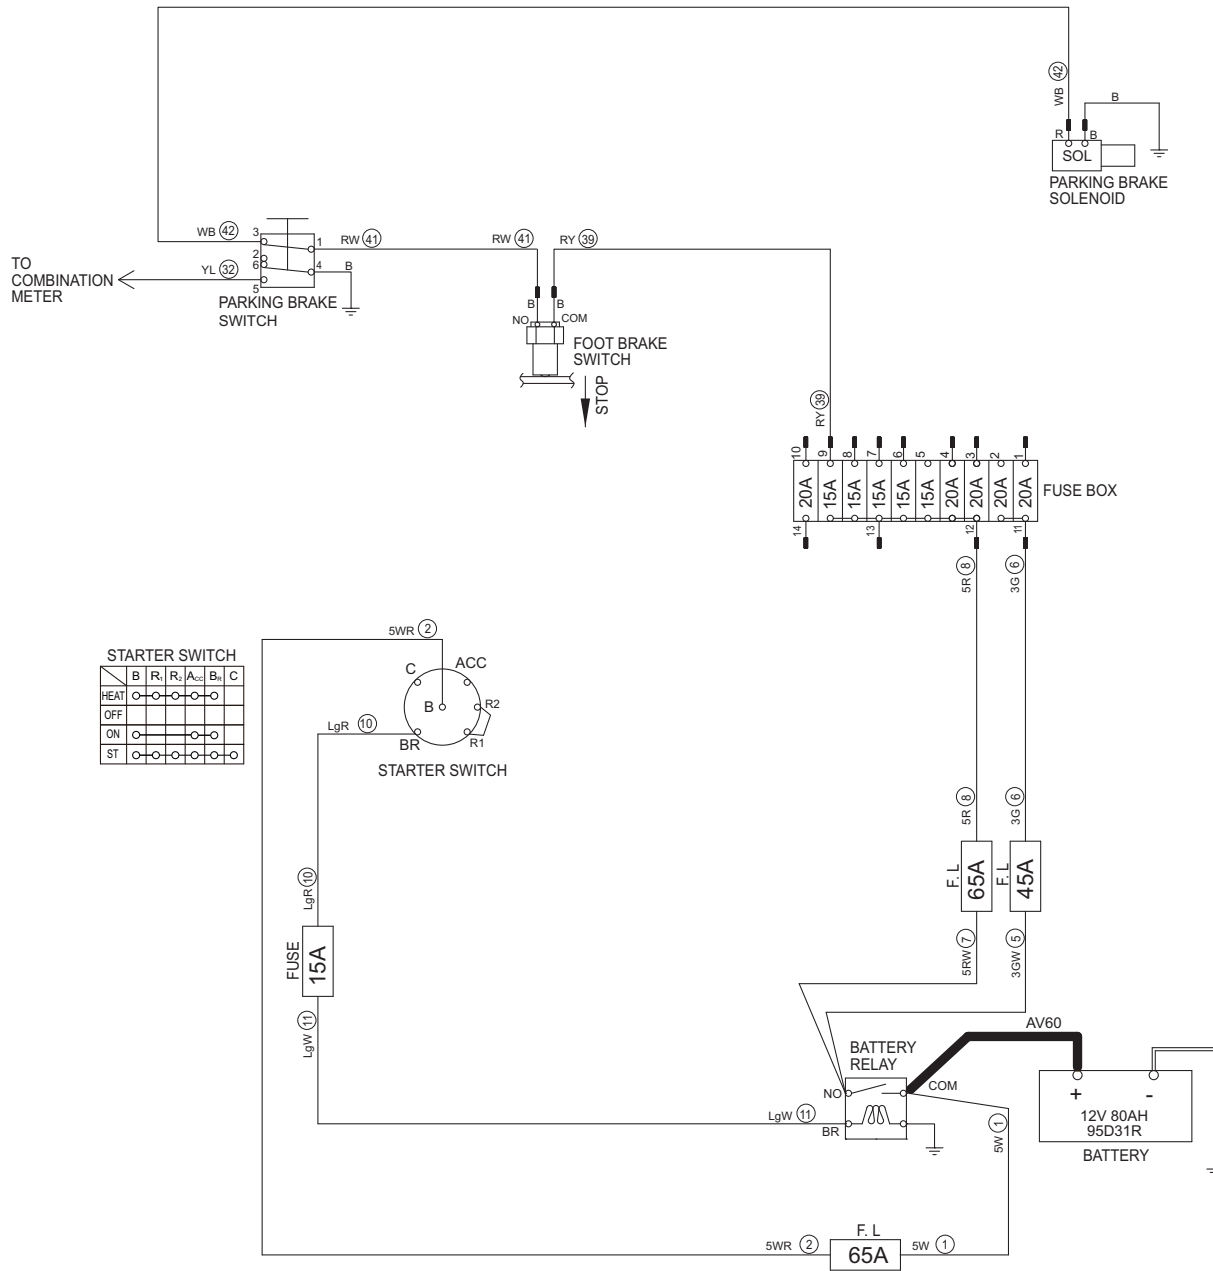 WB 42
B
R B
SOL
PARKING BRAKE
SOLENOID
WB 42 3
1 RW 41
RW 41
RY 39
2
6
4 B
TO
COMBINATION
METER
YL 32
5
PARKING BRAKE
SWITCH
B B
NO COM
FOOT BRAKE
SWITCH
STOP
RY 39
10 9 8 7 6 5 4 3 2 1
20A 15A 15A 15A 15A 15A 20A 20A 20A 20A
FUSE BOX
14 13 12 11
5R 8
3G 6
5WR 2
STARTER SWITCH
B R1 R2 ACC BR C
HEAT
OFF
ON
ST
C ACC
B R2
LgR 10
BR R1
STARTER SWITCH
5R 8
3G 6
F. L
65A
F. L
45A
LgR 10
FUSE
15A
5RW 7
3GW 5
LgW 11
AV60
BATTERY
RELAY
NO COM
+ -
12V 80AH
95D31R
BATTERY
LgW 11
BR
5W 1
F. L
5WR 2
65A
5W 1